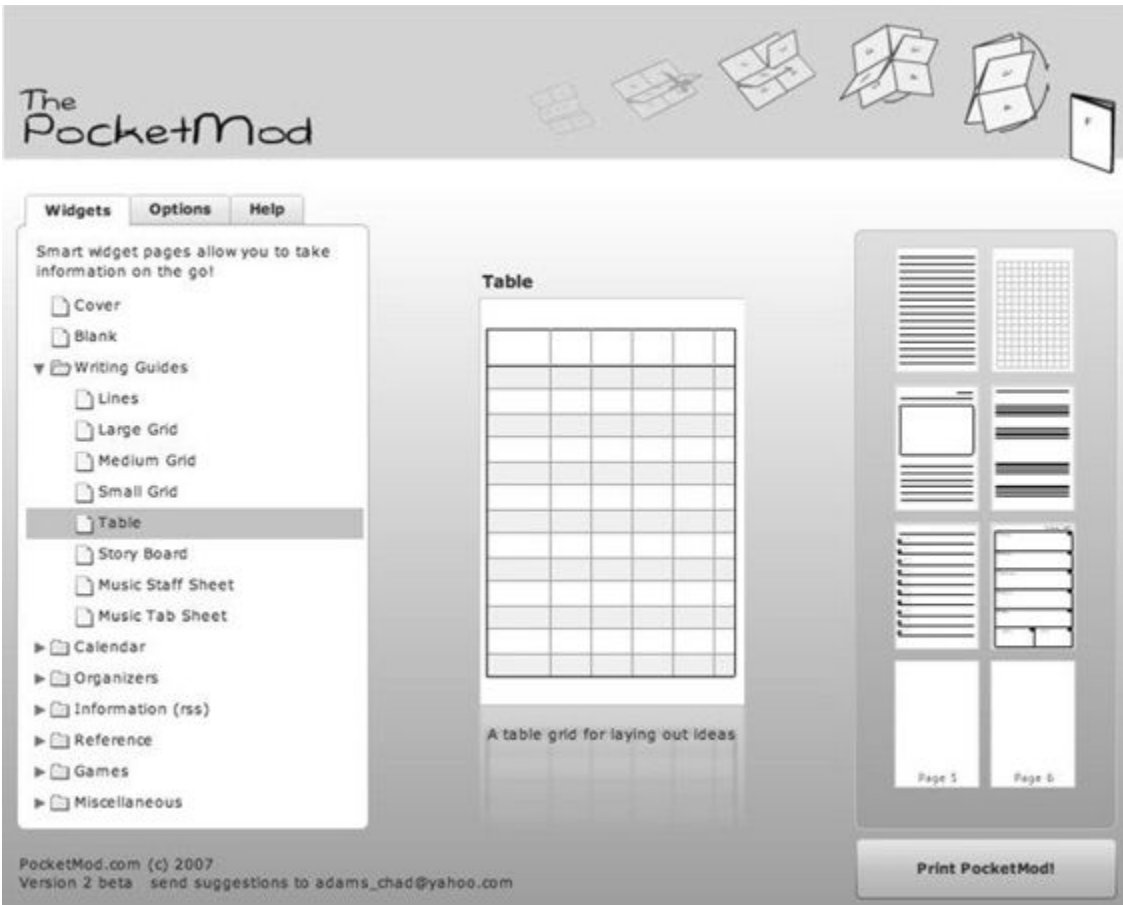 The
PocketMod
F
Widgets
Options
Help
Smart widget pages allow you to take
information on the go!
Cover
Blank
Writing Guides
Lines
Large Grid
Medium Grid
Small Grid
Table
Story Board
Music Staff Sheet
Music Tab Sheet
Calendar
Organizers
Information (rss)
Reference
Games
Miscellaneous
Table
A table grid for laying out ideas
Page 5
Page 6
PocketMod.com (c) 2007
Version 2 beta send suggestions to adams_chad@yahoo.com
Print PocketMod!